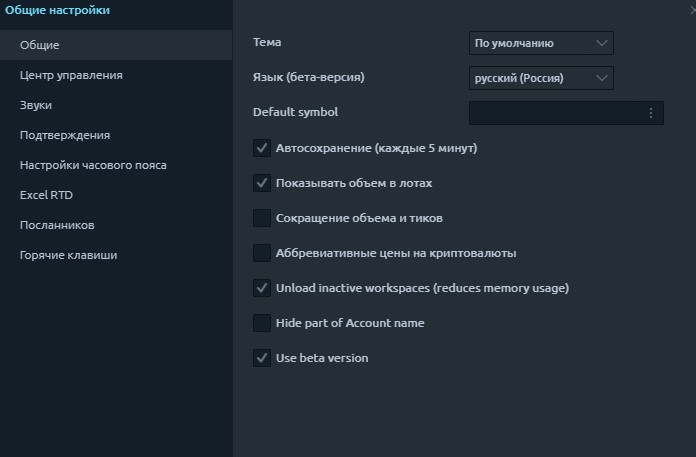 Общие настройки
Общие
Центр управления
Звуки
Подтверждения
Настройки часового пояса
Excel RTD
Посланников
Горячие клавиши
Тема
По умолчанию
Язык (бета-версия)
русский (Россия)
Default symbol
Автосохранение (каждые 5 минут)
Показывать объем в лотах
Сокращение объема и тиков
Аббревиативные цены на криптовалюты
Unload inactive workspaces (reduces memory usage)
Hide part of Account name
Use beta version